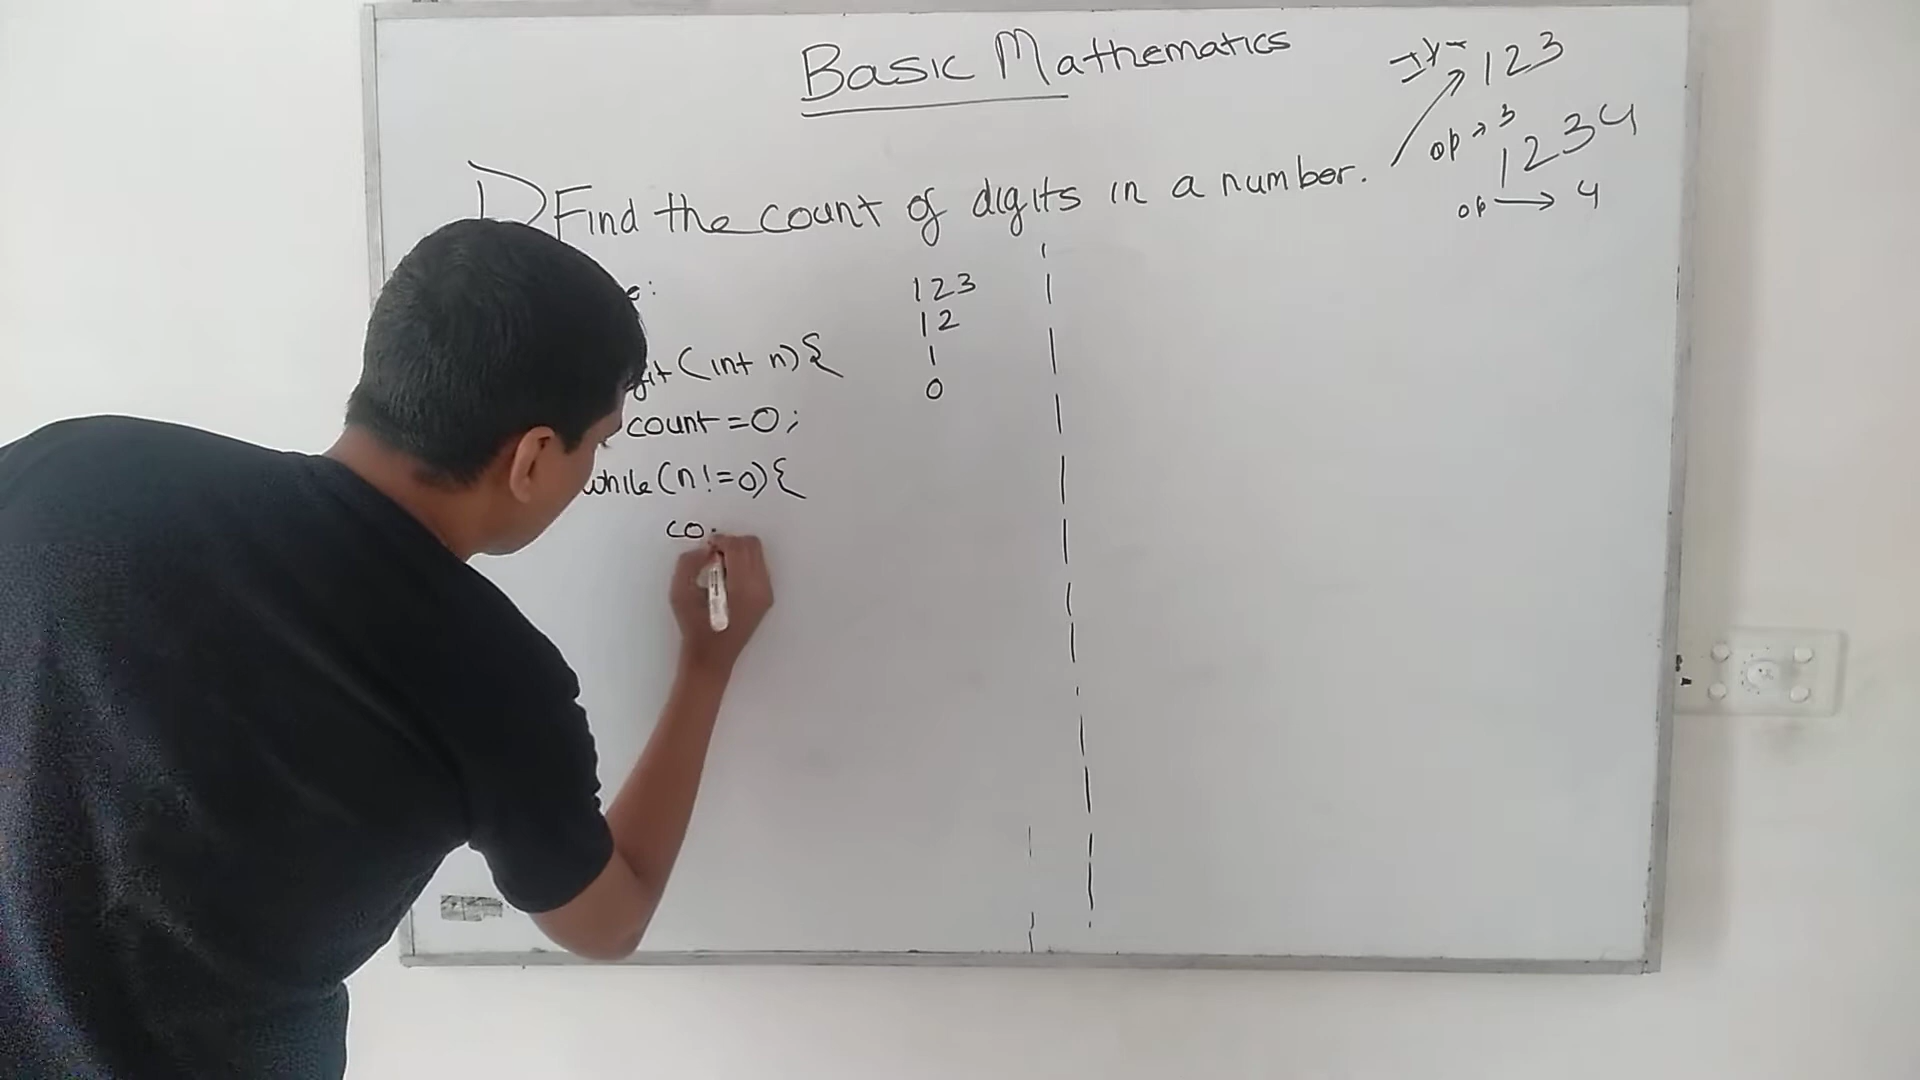 Basic Mathematics
123
op → 3
1234
op → 4
1) Find the count of digits in a number.
(int n){
count = 0;
while(n!=0){
co
123
12
1
0